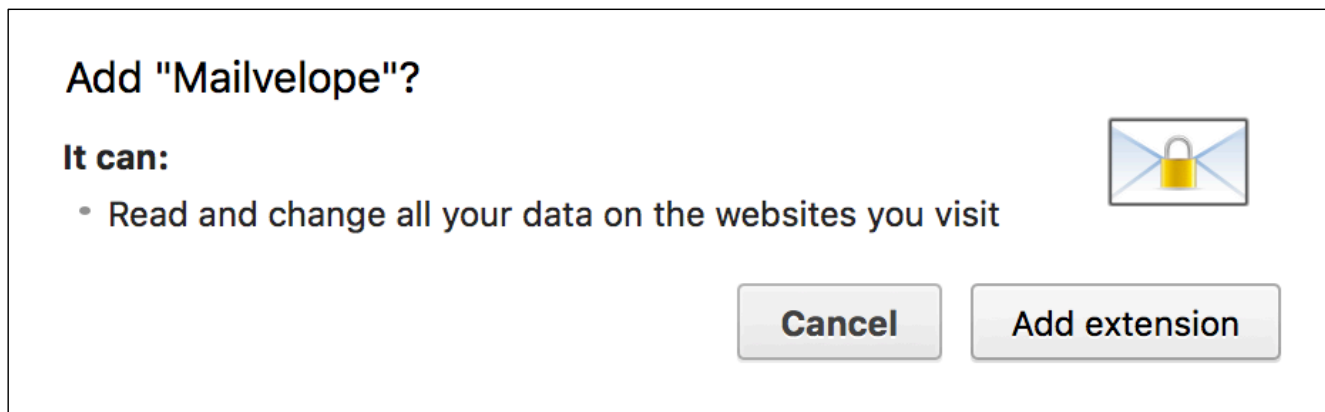 Add "Mailvelope"?
It can:
• Read and change all your data on the websites you visit
Cancel
Add extension